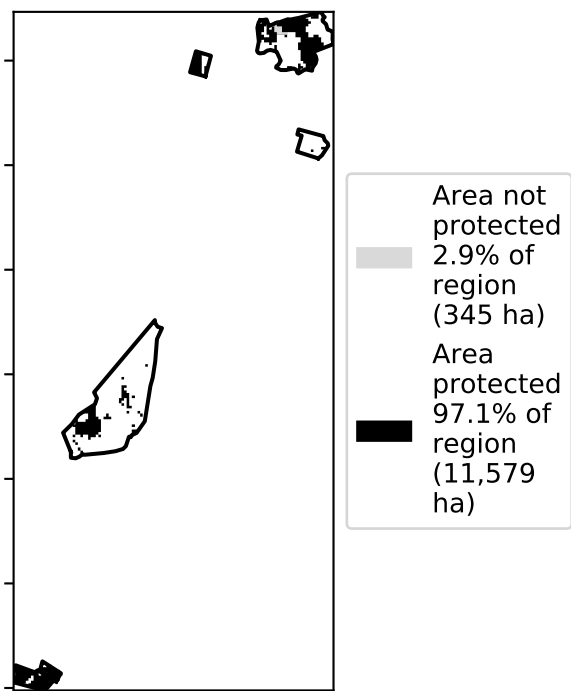 Area not
protected
2.9% of
region
(345 ha)
Area
protected
97.1% of
region
(11,579
ha)